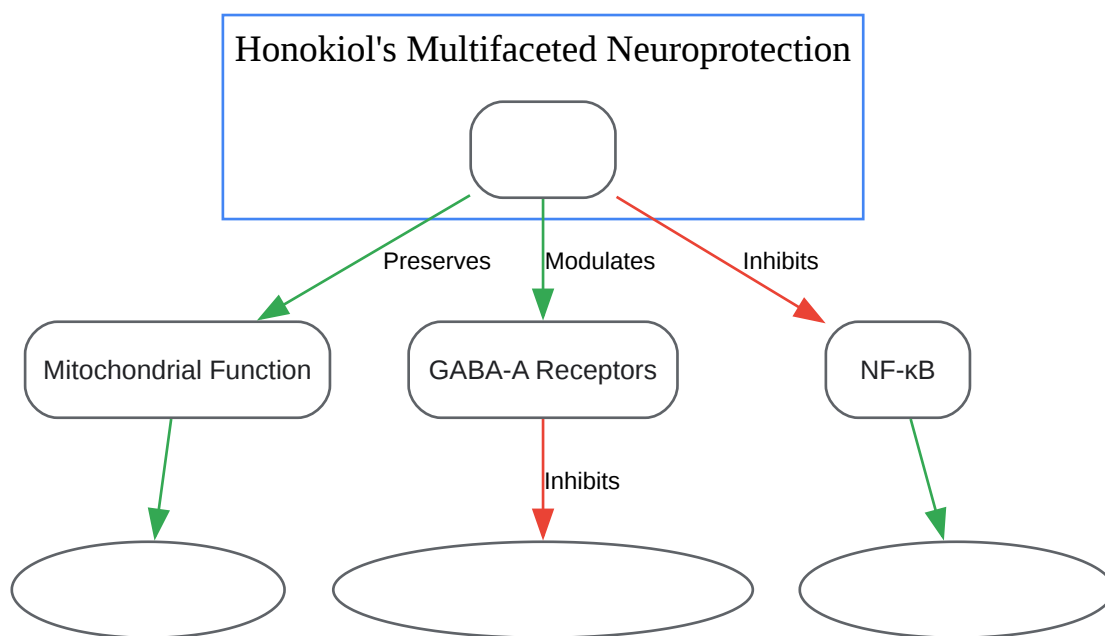 Honokiol's Multifaceted Neuroprotection
Preserves
Modulates
Inhibits
Mitochondrial Function
GABA-A Receptors
NF-κB
Inhibits